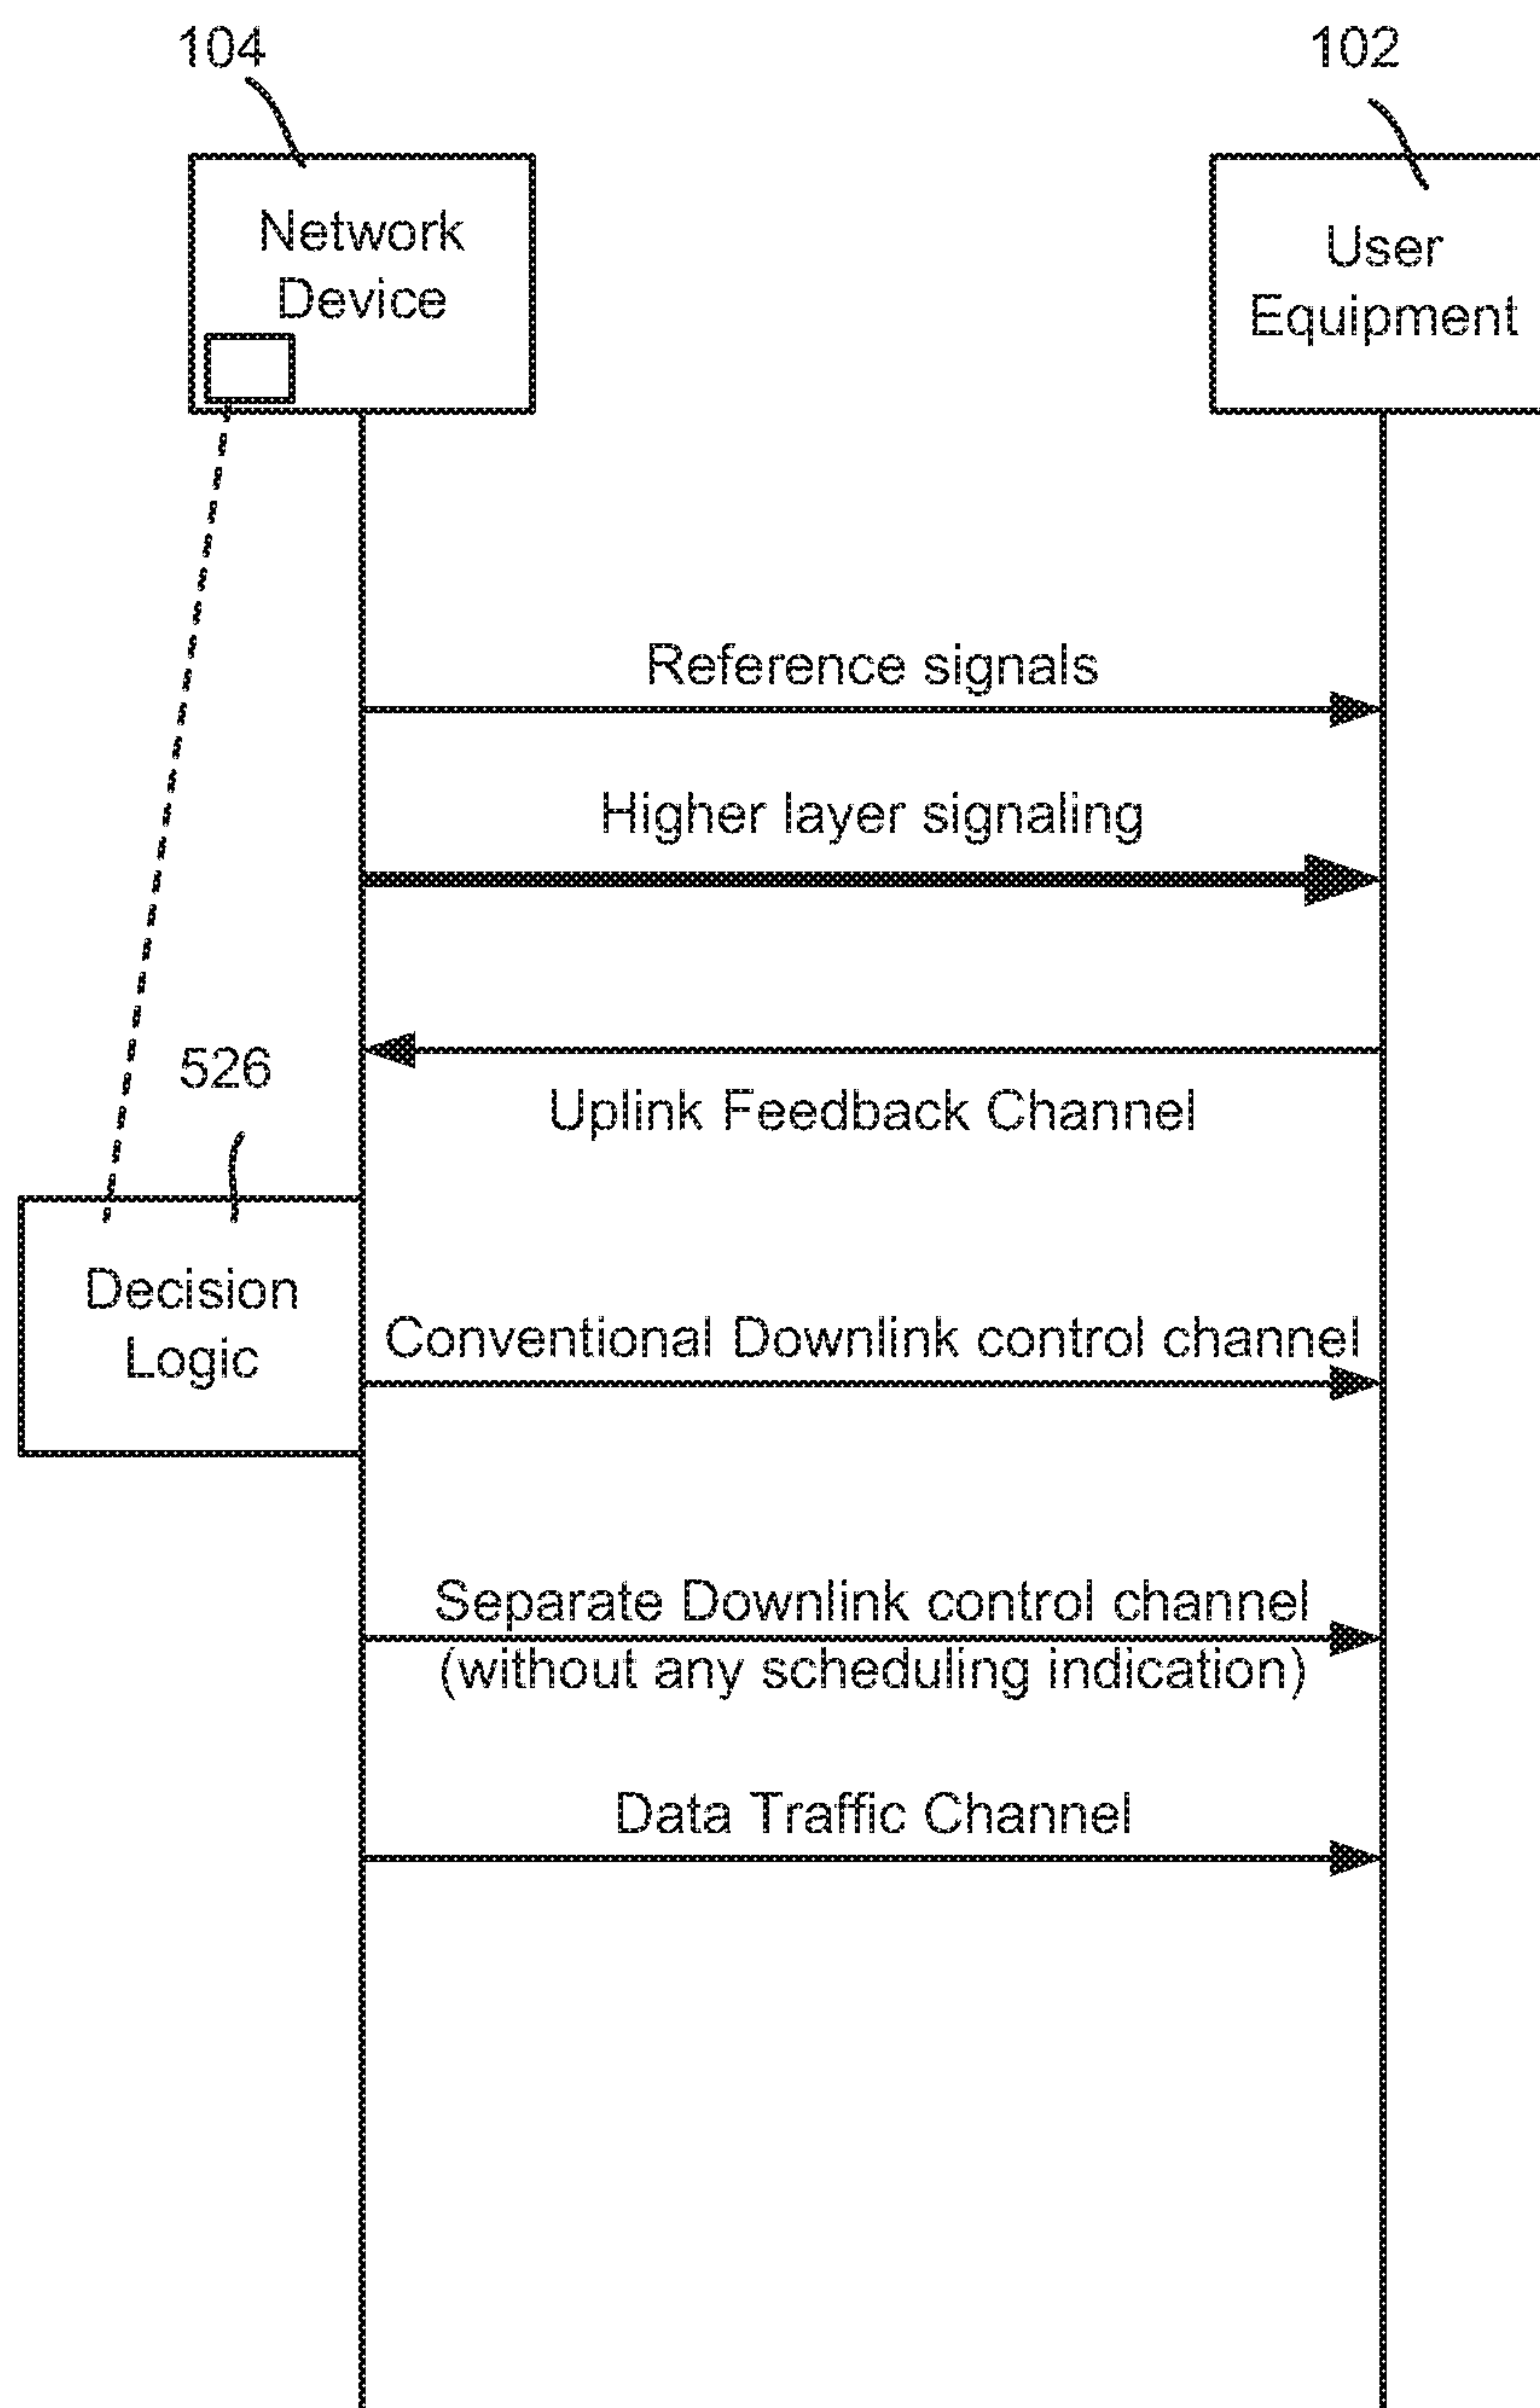 104
102
Network
Device
User
Equipment
Reference signals
Higher layer signaling
526
Uplink Feedback Channel
Decision
Logic
Conventional Downlink control channel
Separate Downlink control channel
(without any scheduling indication)
Data Traffic Channel